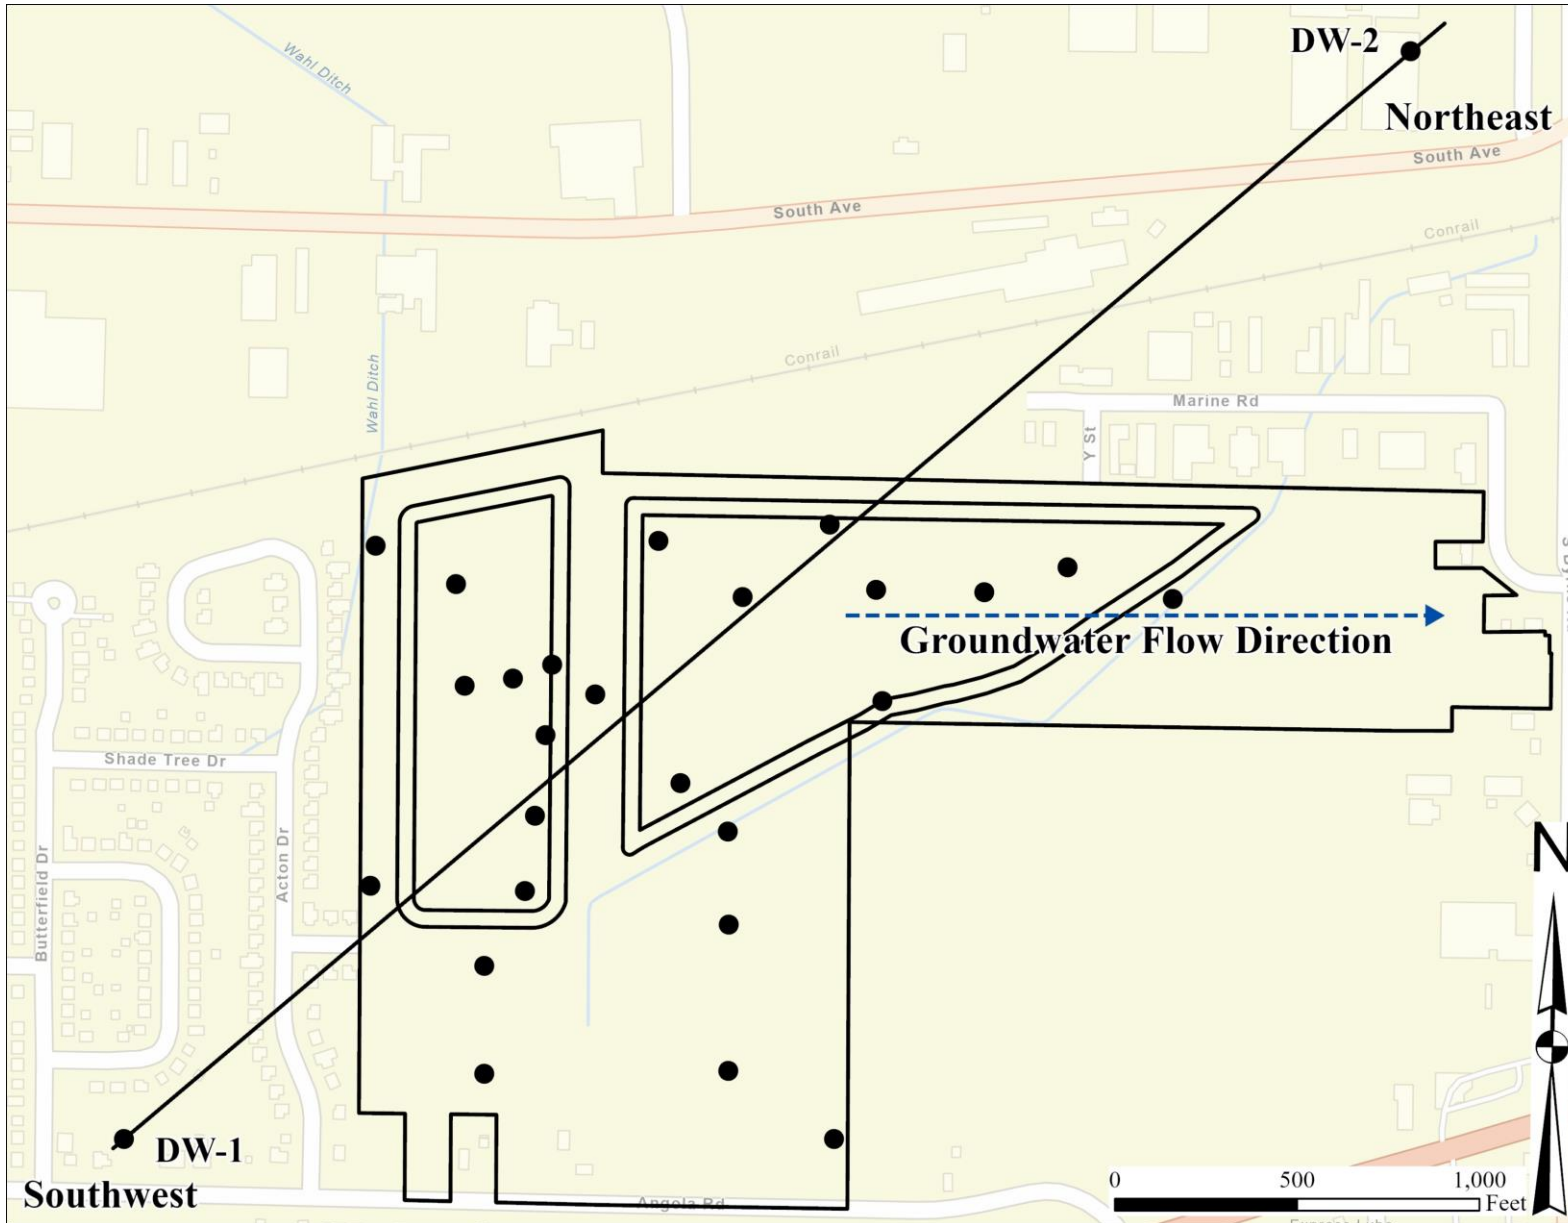 DW-2
Northeast
Wahl Ditch
South Ave
South Ave
Conrail
Conrail
Wahl Ditch
Marine Rd
Y St
Groundwater Flow Direction
Shade Tree Dr
Acton Dr
Butterfield Dr
N
DW-1
Southwest
Angola Rd
0 500 1,000
Feet